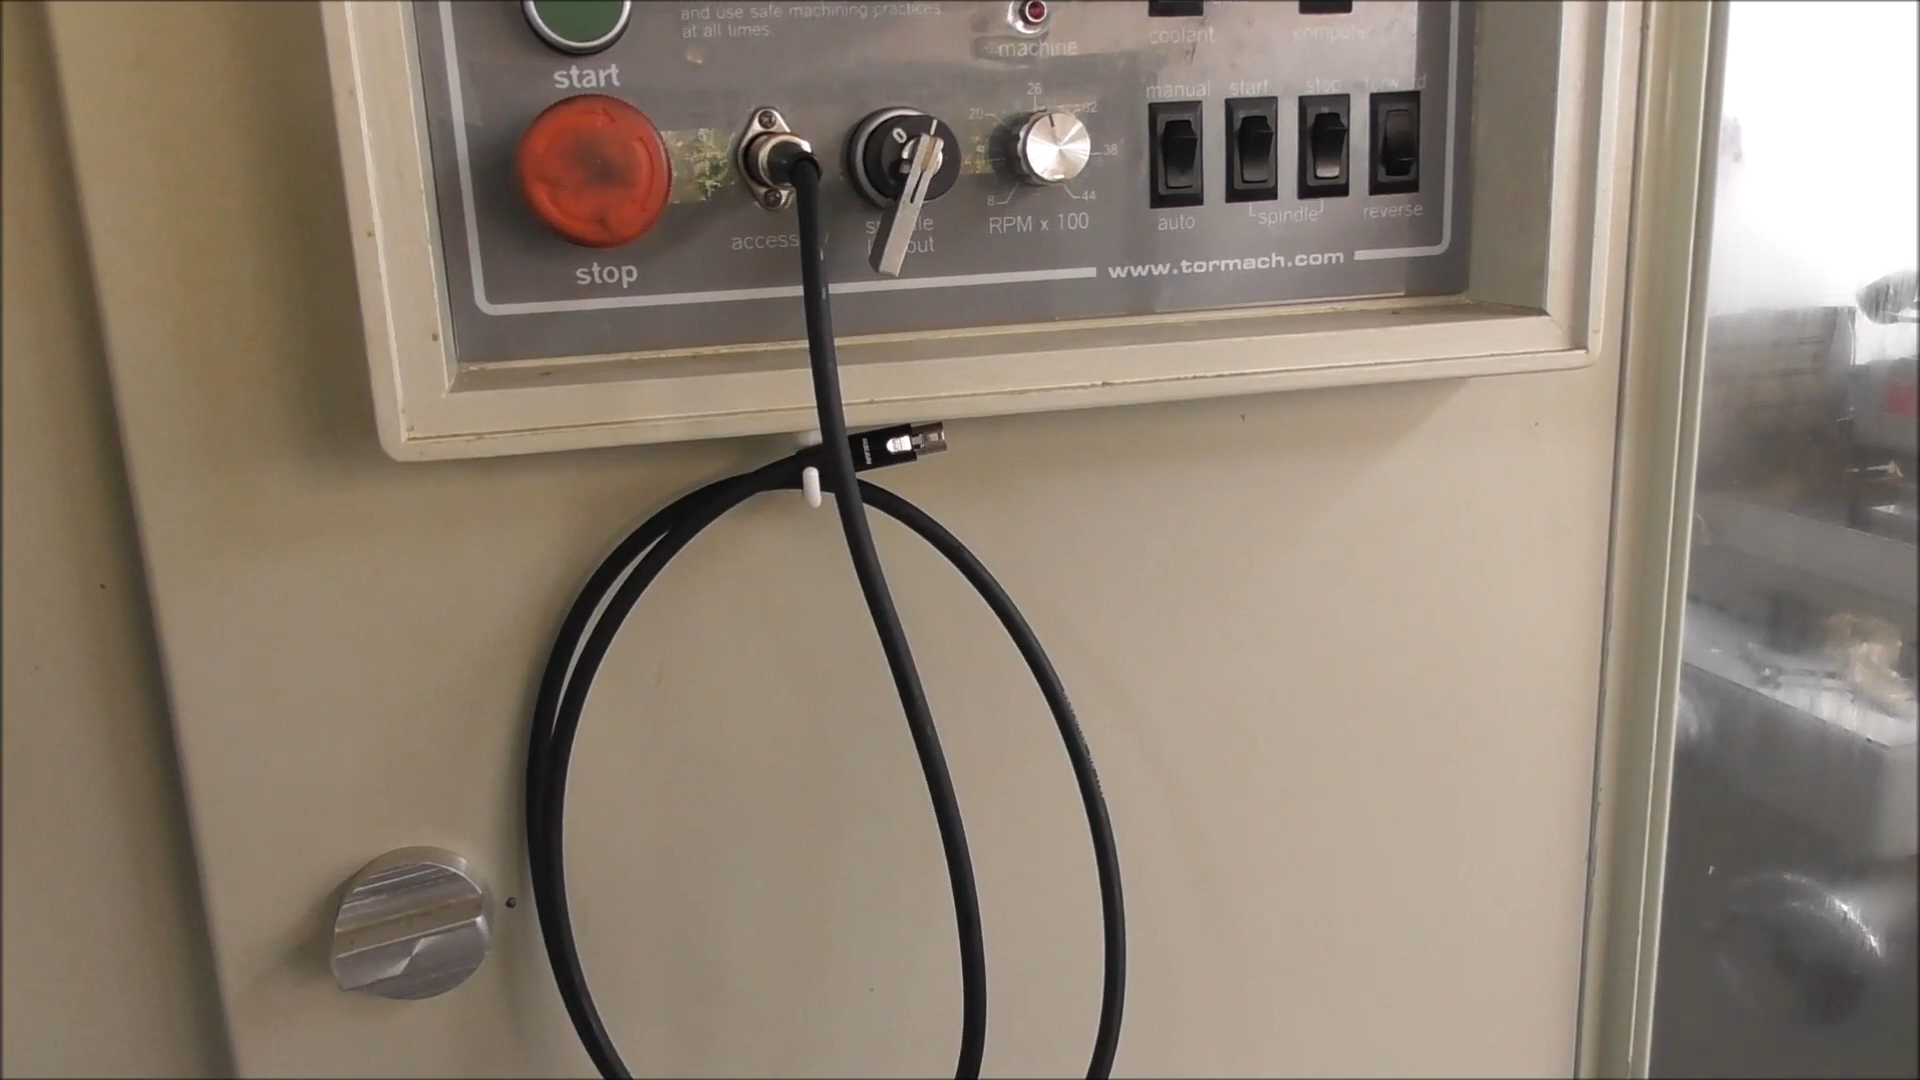 and use safe machining practices
at all times.
start
machine
coolant
manual
start
stop
20
26
32
38
8
44
0
RPM x 100
auto
spindle
reverse
www.tormach.com
stop